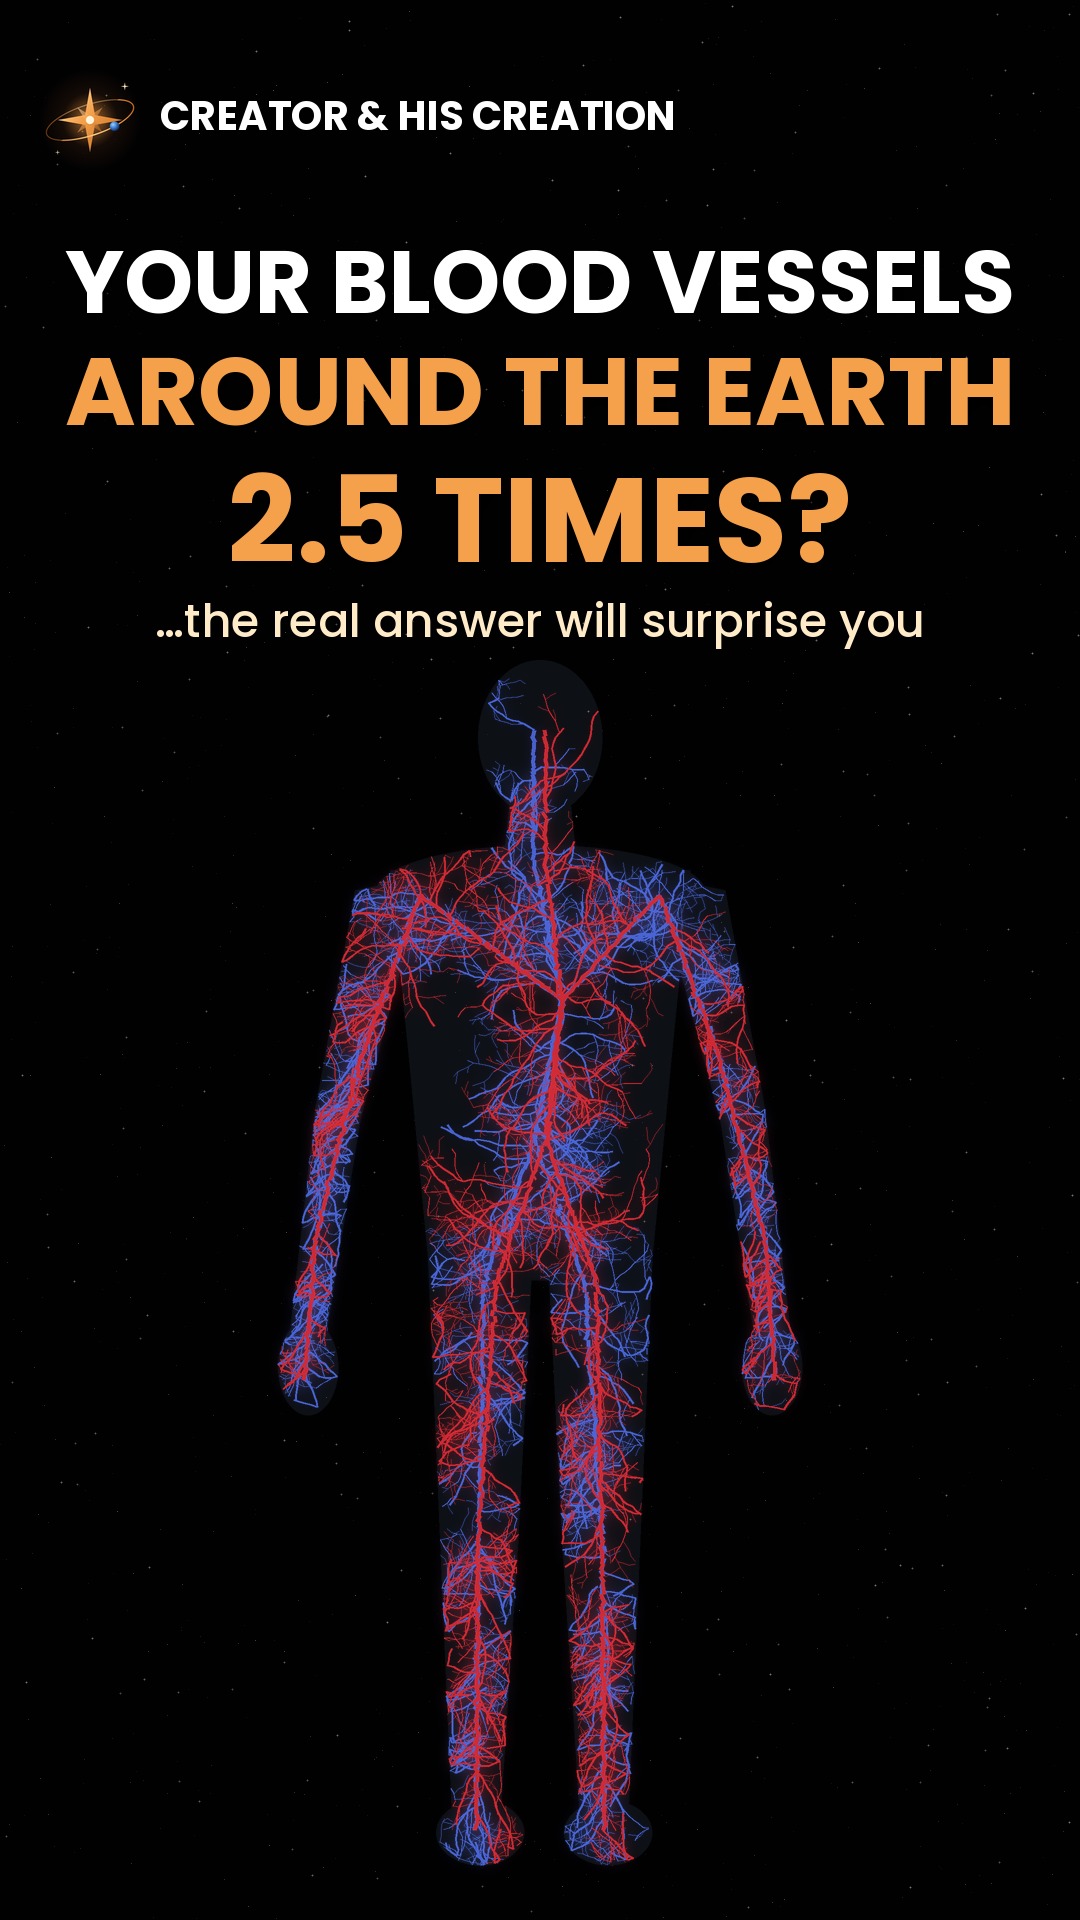 CREATOR & HIS CREATION
YOUR BLOOD VESSELS
AROUND THE EARTH
2.5 TIMES?
...the real answer will surprise you